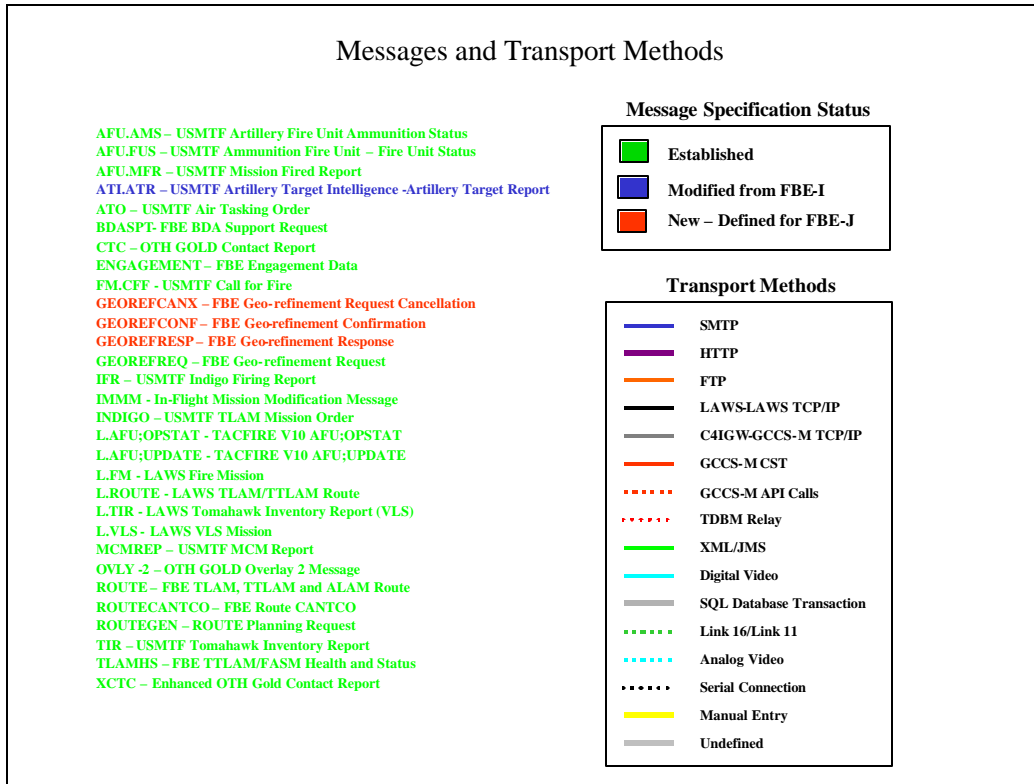 Messages and Transport Methods
AFU.AMS – USMTF Artillery Fire Unit Ammunition Status
AFU.FUS – USMTF Ammunition Fire Unit – Fire Unit Status
AFU.MFR – USMTF Mission Fired Report
ATI.ATR – USMTF Artillery Target Intelligence -Artillery Target Report
ATO – USMTF Air Tasking Order
BDASPT- FBE BDA Support Request
CTC – OTH GOLD Contact Report
ENGAGEMENT – FBE Engagement Data
FM.CFF - USMTF Call for Fire
GEOREFCANX – FBE Geo-refinement Request Cancellation
GEOREFCONF – FBE Geo-refinement Confirmation
GEOREFRESP – FBE Geo-refinement Response
GEOREFREQ – FBE Geo-refinement Request
IFR – USMTF Indigo Firing Report
IMMM - In-Flight Mission Modification Message
INDIGO – USMTF TLAM Mission Order
L.AFU;OPSTAT - TACFIRE V10 AFU;OPSTAT
L.AFU;UPDATE - TACFIRE V10 AFU;UPDATE
L.FM - LAWS Fire Mission
L.ROUTE - LAWS TLAM/TTLAM Route
L.TIR - LAWS Tomahawk Inventory Report (VLS)
L.VLS - LAWS VLS Mission
MCMREP – USMTF MCM Report
OVLY -2 – OTH GOLD Overlay 2 Message
ROUTE – FBE TLAM, TTLAM and ALAM Route
ROUTECANTCO – FBE Route CANTCO
ROUTEGEN – ROUTE Planning Request
TIR – USMTF Tomahawk Inventory Report
TLAMHS – FBE TTLAM/FASM Health and Status
XCTC – Enhanced OTH Gold Contact Report
Message Specification Status
Established
Modified from FBE-I
New – Defined for FBE-J
Transport Methods
SMTP
HTTP
FTP
LAWS-LAWS TCP/IP
C4IGW-GCCS-M TCP/IP
GCCS-M CST
GCCS-M API Calls
TDBM Relay
XML/JMS
Digital Video
SQL Database Transaction
Link 16/Link 11
Analog Video
Serial Connection
Manual Entry
Undefined